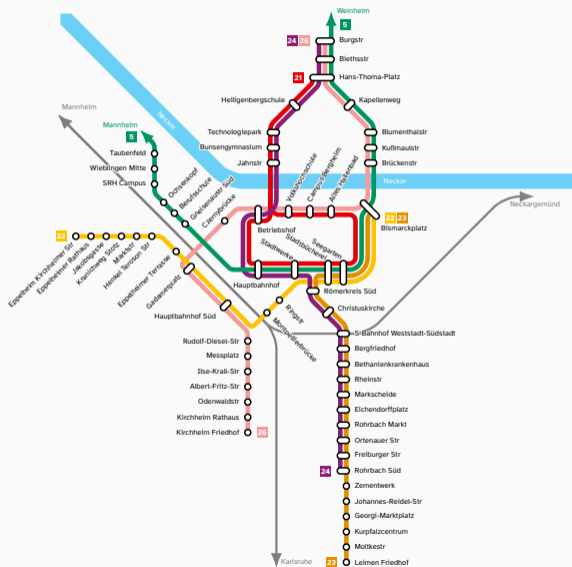 Weinheim
5
24 26
Burgstr
Blethsstr
21
Hans-Thoma-Platz
Mannheim
Heiligenbergschule
Kapellenweg
Mannheim
5
Neckar
Technologiepark
Blumenthalstr
Bunsengymnasium
Kußmaulstr
Taubenfeld
Jahnstr
Brückenstr
Wieblingen Mitte
SRH Campus
Neckar
Ochsenkopf
Berufsschule
Gneisenaustr Süd
Czernybrücke
Volkshochschule
Campus Bergheim
Altes Hallenbad
Neckargemünd
22 23
Bismarckplatz
Betriebshof
22
Eppelheim Kirchheimer Str
Eppelheimer Rathaus
Jakobsgasse
Kranichweg Stotz
Marktstr
Henkel Teroson Str
Eppelheimer Terrasse
Gadamerplatz
Stadtwerke
Stadtbücherei
Seegarten
Hauptbahnhof
Römerkreis Süd
Hauptbahnhof Süd
Ringstr
Montpellierbrücke
Christuskirche
S-Bahnhof Weststadt-Südstadt
Rudolf-Diesel-Str
Bergfriedhof
Messplatz
Bethanienkrankenhaus
Ilse-Krall-Str
Rheinstr
Albert-Fritz-Str
Markscheide
Odenwaldstr
Eichendorffplatz
Kirchheim Rathaus
Rohrbach Markt
Kirchheim Friedhof
26
Ortenauer Str
Freiburger Str
24
Rohrbach Süd
Zementwerk
Johannes-Reidel-Str
Georgi-Marktplatz
Kurpfalzcentrum
Moltkestr
Karlsruhe
23
Leimen Friedhof